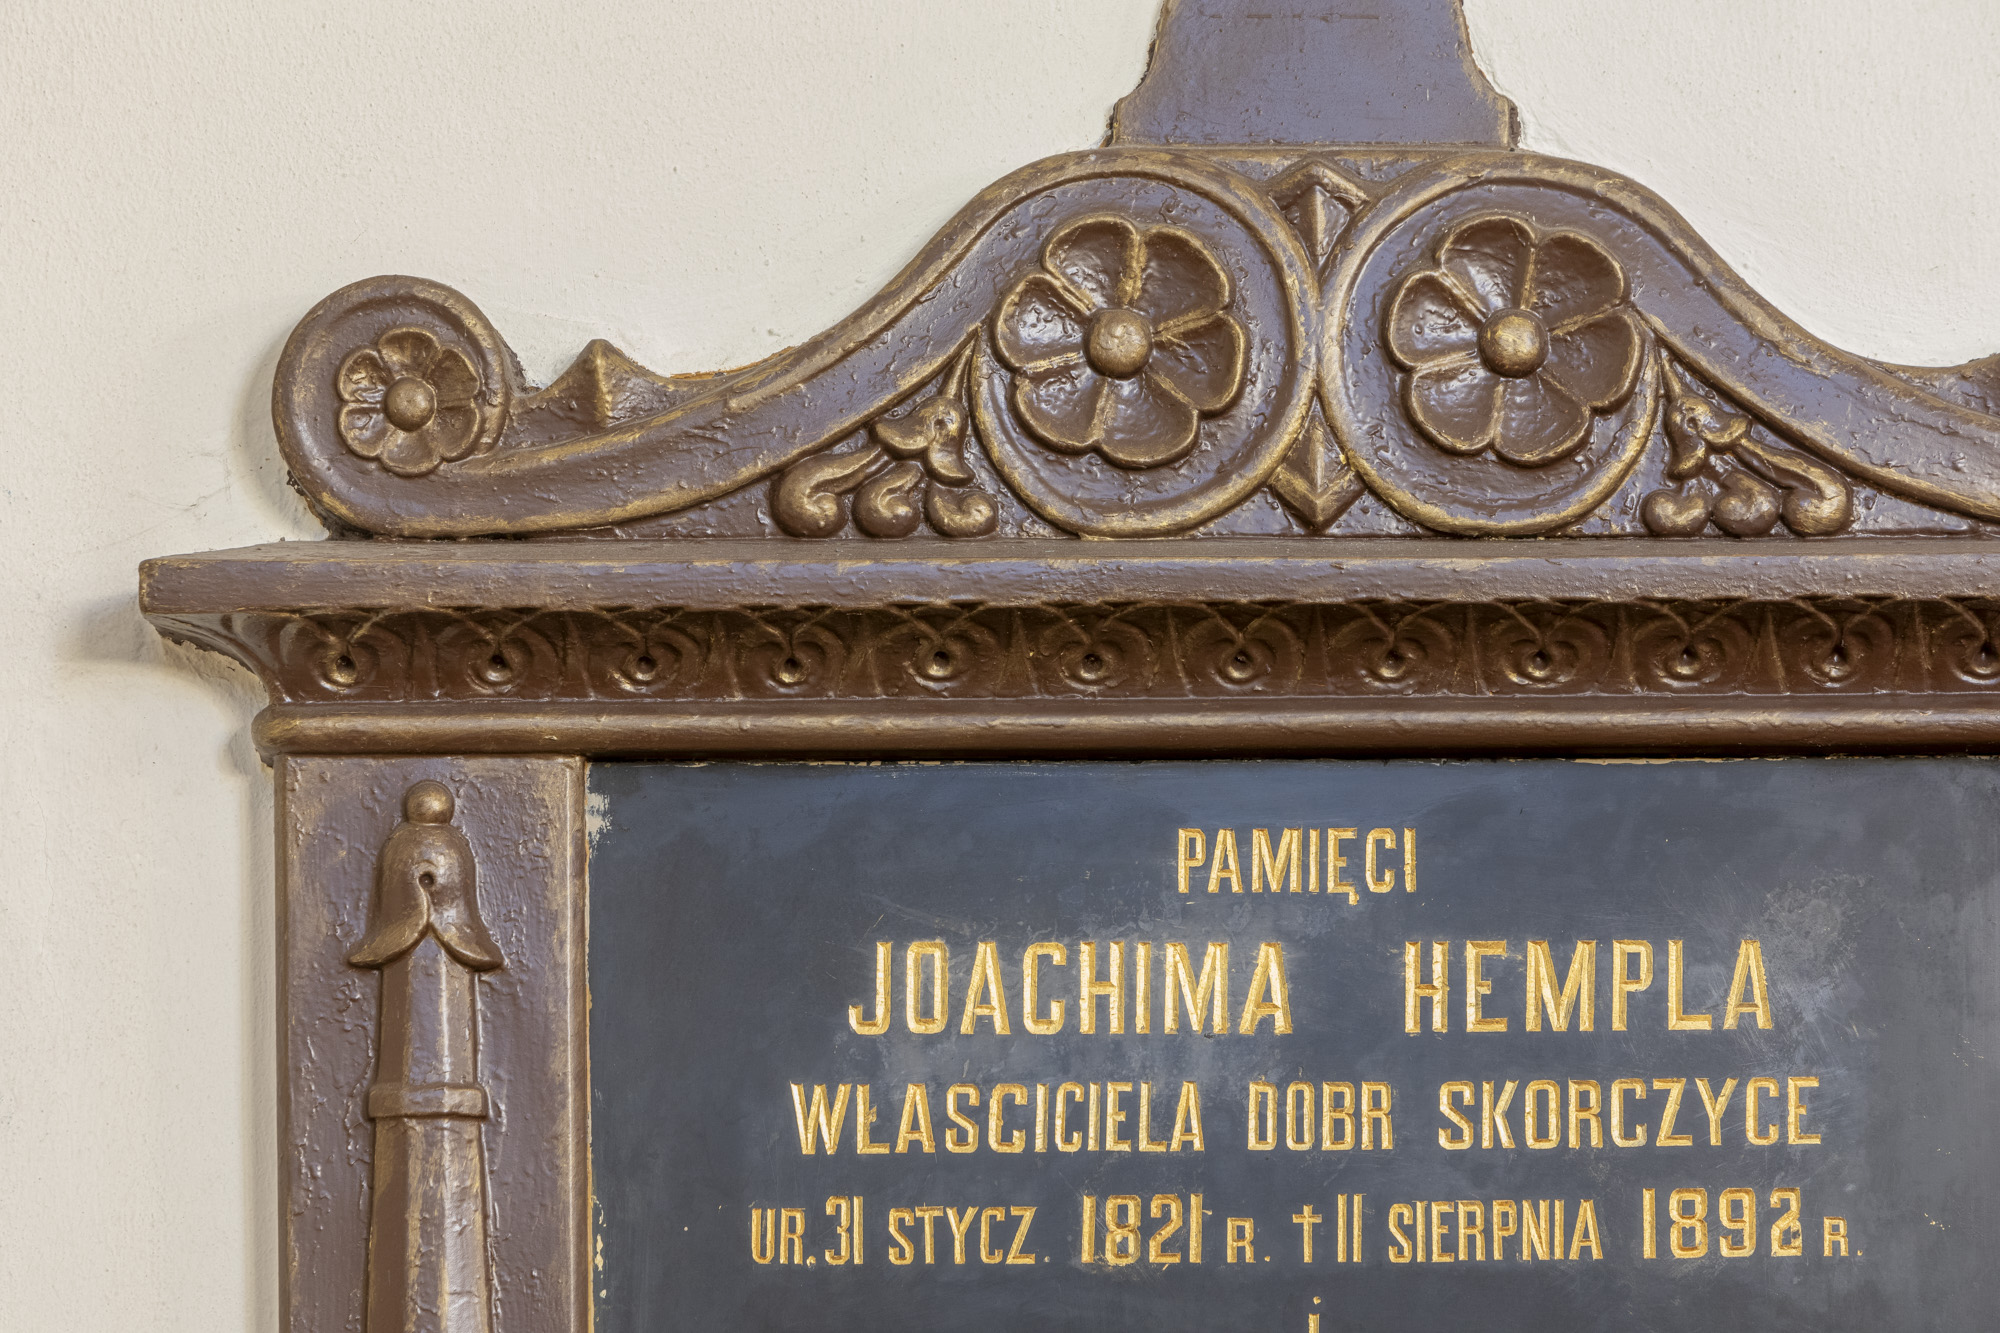 PAMIĘCI
JOACHIMA HEMPLA
WŁASCICIELA DOBR SKORCZYCE
UR. 31 STYCZ. 1821 R. † 11 SIERPNIA 1892 R.